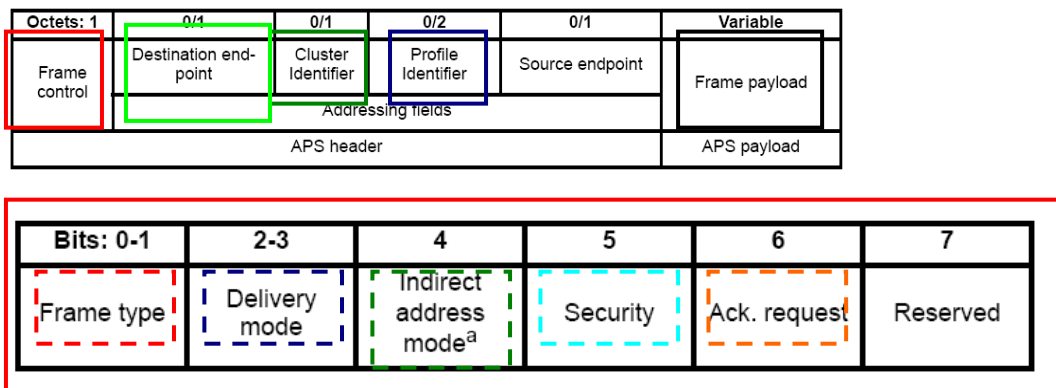 Octets: 1 0/1 0/1 0/2 0/1 Variable
Frame control
Destination end-
point
Cluster
Identifier
Profile
Identifier
Source endpoint
Frame payload
Addressing fields
APS header APS payload
Bits: 0-1 2-3 4 5 6 7
Frame type
Delivery
mode
Indirect
address
modeᵃ
Security
Ack. request
Reserved